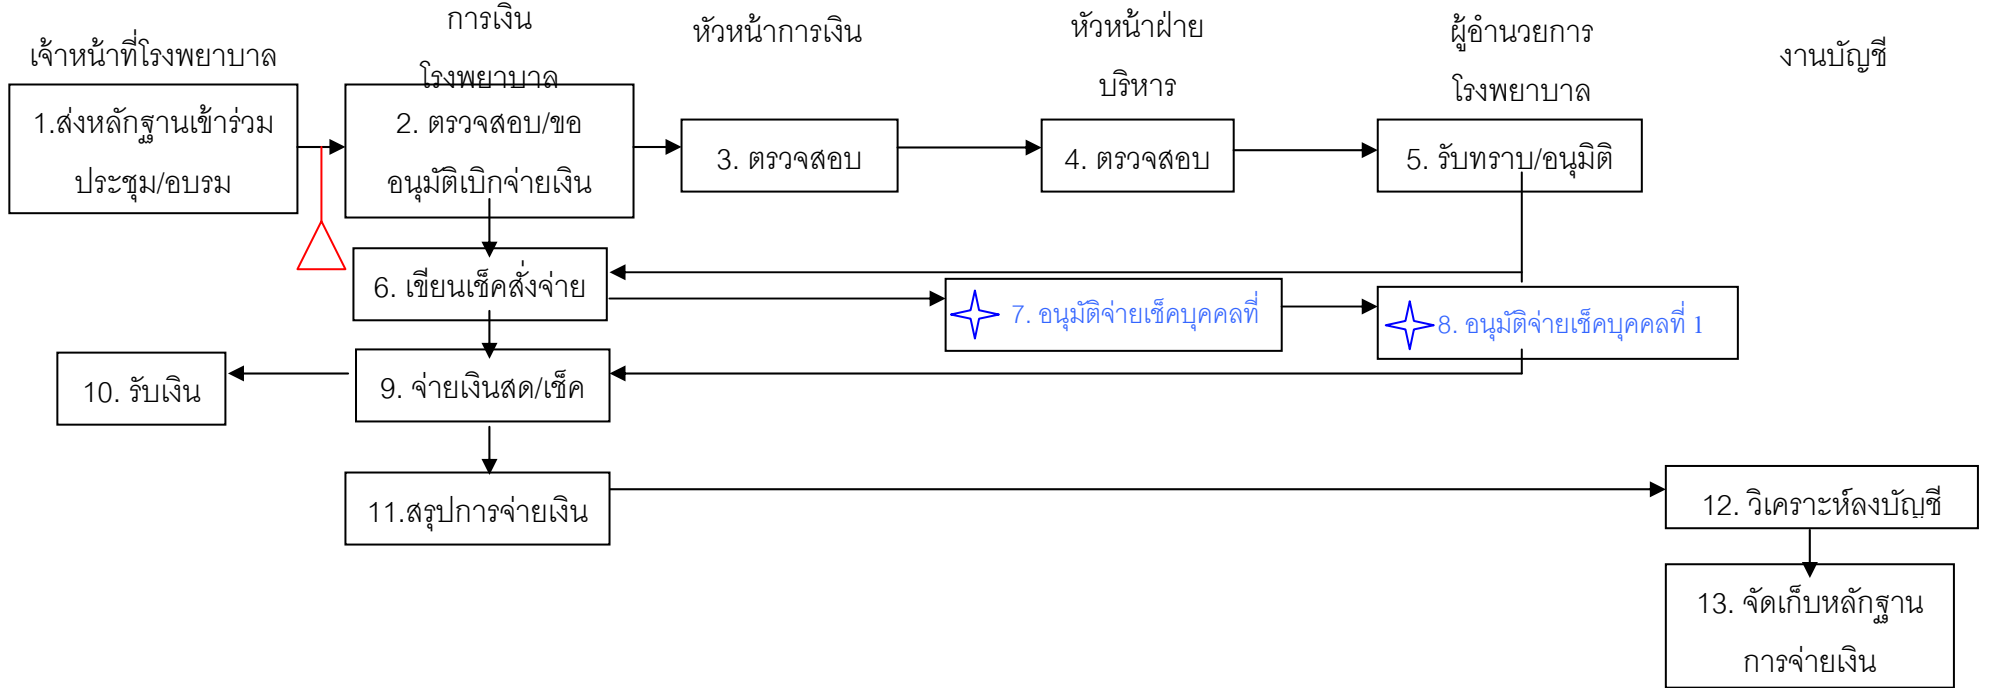 เจ้าหน้าที่โรงพยาบาล
การเงิน
โรงพยาบาล
หัวหน้าการเงิน
หัวหน้าฝ่าย
บริหาร
ผู้อำนวยการ
โรงพยาบาล
งานบัญชี
1.ส่งหลักฐานเข้าร่วม
ประชุม/อบรม
2. ตรวจสอบ/ขอ
อนุมัติเบิกจ่ายเงิน
3. ตรวจสอบ
4. ตรวจสอบ
5. รับทราบ/อนุมิติ
6. เขียนเช็คสั่งจ่าย
7. อนุมัติจ่ายเช็คบุคคลที่
8. อนุมัติจ่ายเช็คบุคคลที่ 1
9. จ่ายเงินสด/เช็ค
10. รับเงิน
11.สรุปการจ่ายเงิน
12. วิเคราะห์ลงบัญชี
13. จัดเก็บหลักฐาน
การจ่ายเงิน